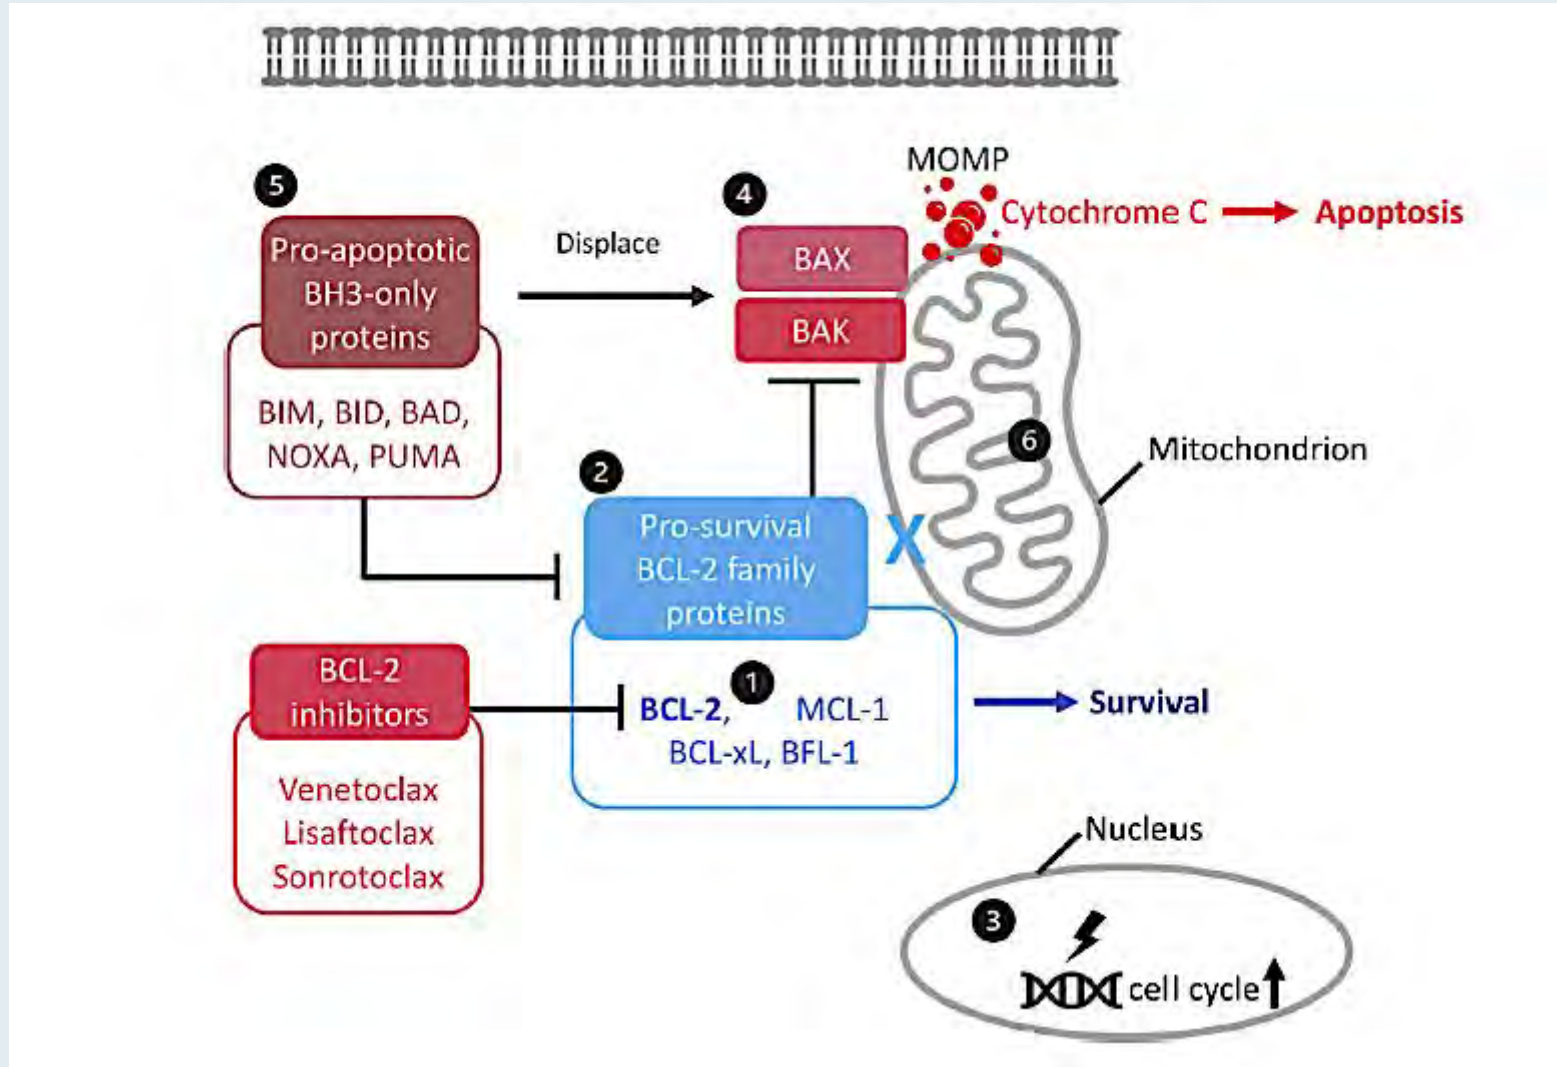 MOMP
5
4
Cytochrome C
Apoptosis
Pro-apoptotic
BH3-only
proteins
Displace
BAX
BAK
BIM, BID, BAD,
NOXA, PUMA
6
Mitochondrion
2
Pro-survival
BCL-2 family
proteins
X
BCL-2
inhibitors
1
BCL-2, MCL-1
BCL-xL, BFL-1
Survival
Venetoclax
Lisaftoclax
Sonrotoclax
Nucleus
3
cell cycle